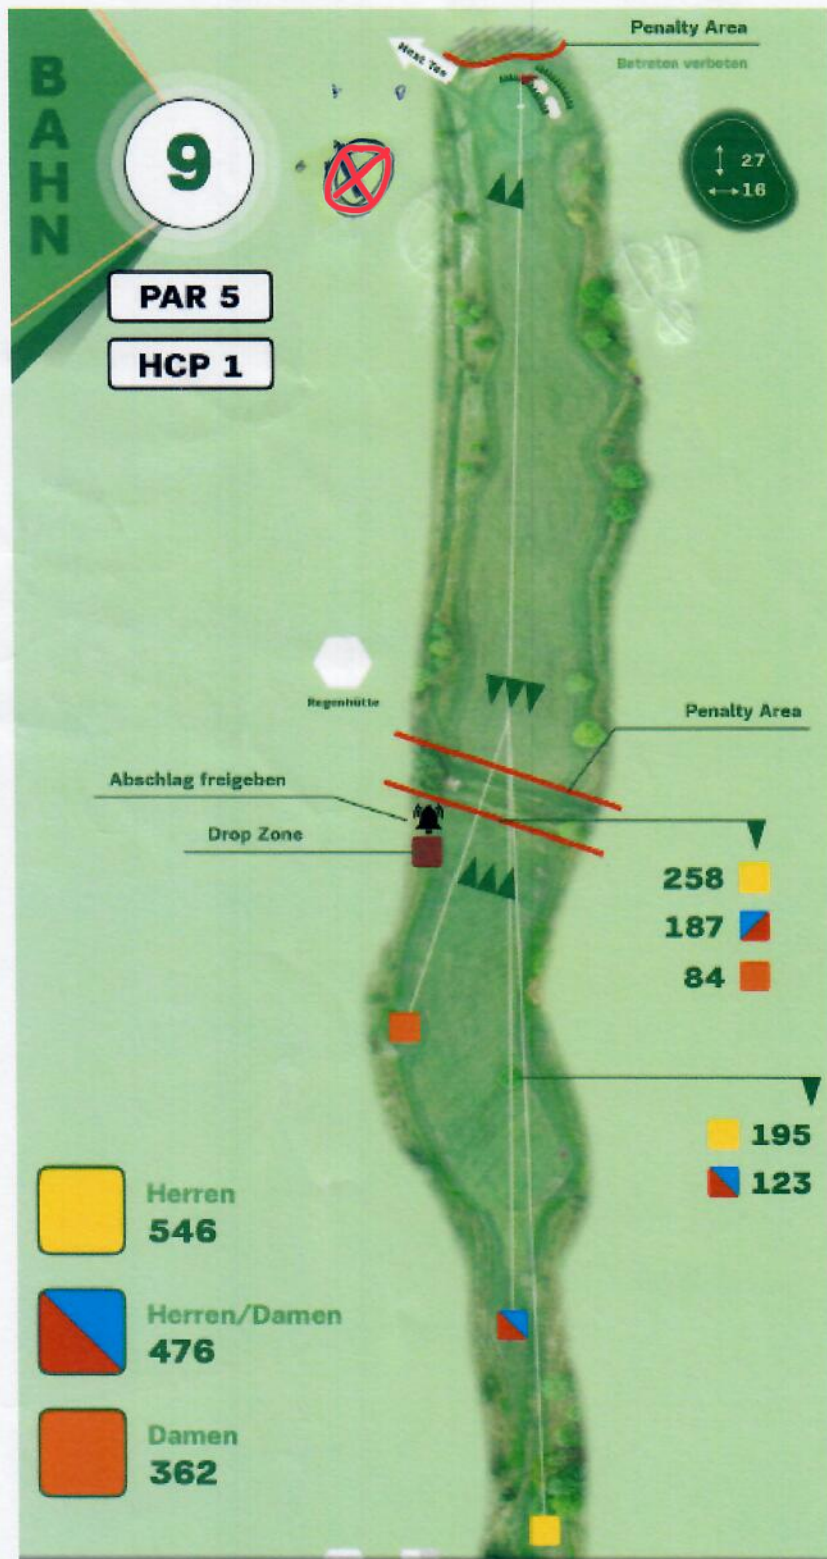 BAHN
9
PAR 5
HCP 1
Next Tee
Penalty Area
Betreten verboten
27
16
Regenhütte
Penalty Area
Abschlag freigeben
Drop Zone
258
187
84
195
123
Herren
546
Herren/Damen
476
Damen
362